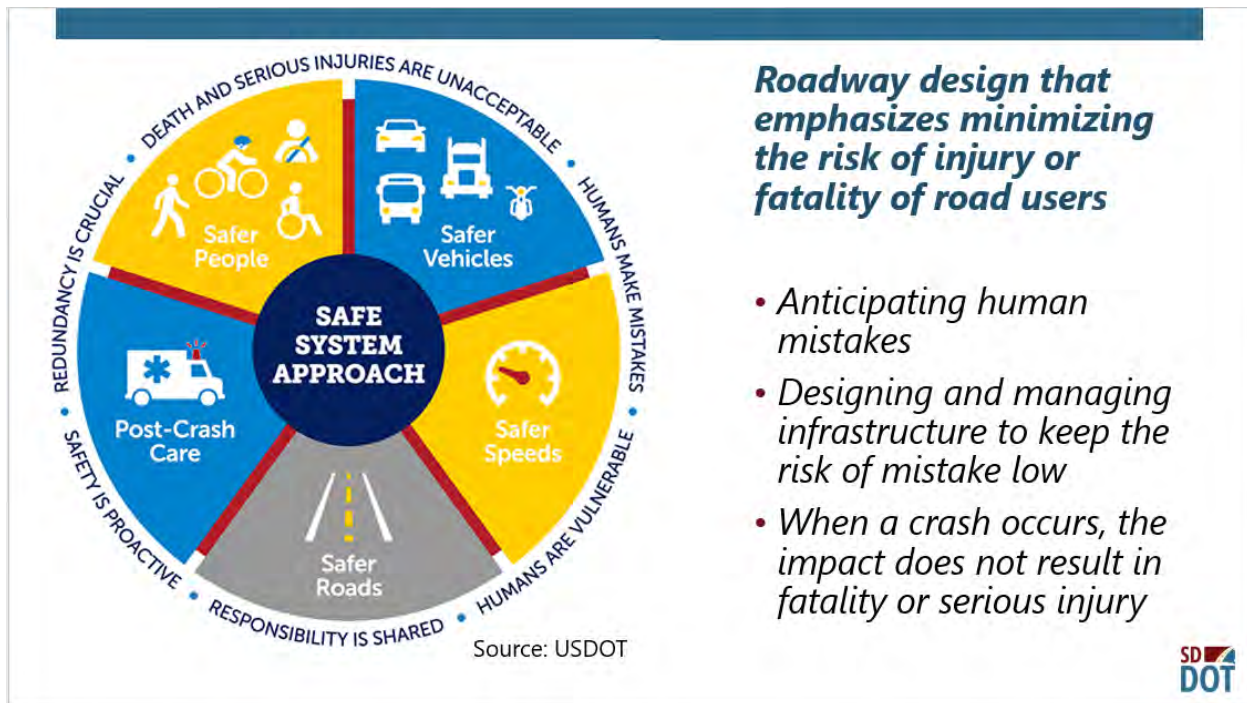 DEATH AND SERIOUS INJURIES ARE UNACCEPTABLE
HUMANS MAKE MISTAKES
HUMANS ARE VULNERABLE
RESPONSIBILITY IS SHARED
SAFETY IS PROACTIVE
REDUNDANCY IS CRUCIAL
Safer
People
Safer
Vehicles
SAFE
SYSTEM
APPROACH
Post-Crash
Care
Safer
Speeds
Safer
Roads
Source: USDOT
Roadway design that
emphasizes minimizing
the risk of injury or
fatality of road users
• Anticipating human
mistakes
• Designing and managing
infrastructure to keep the
risk of mistake low
• When a crash occurs, the
impact does not result in
fatality or serious injury
SD
DOT